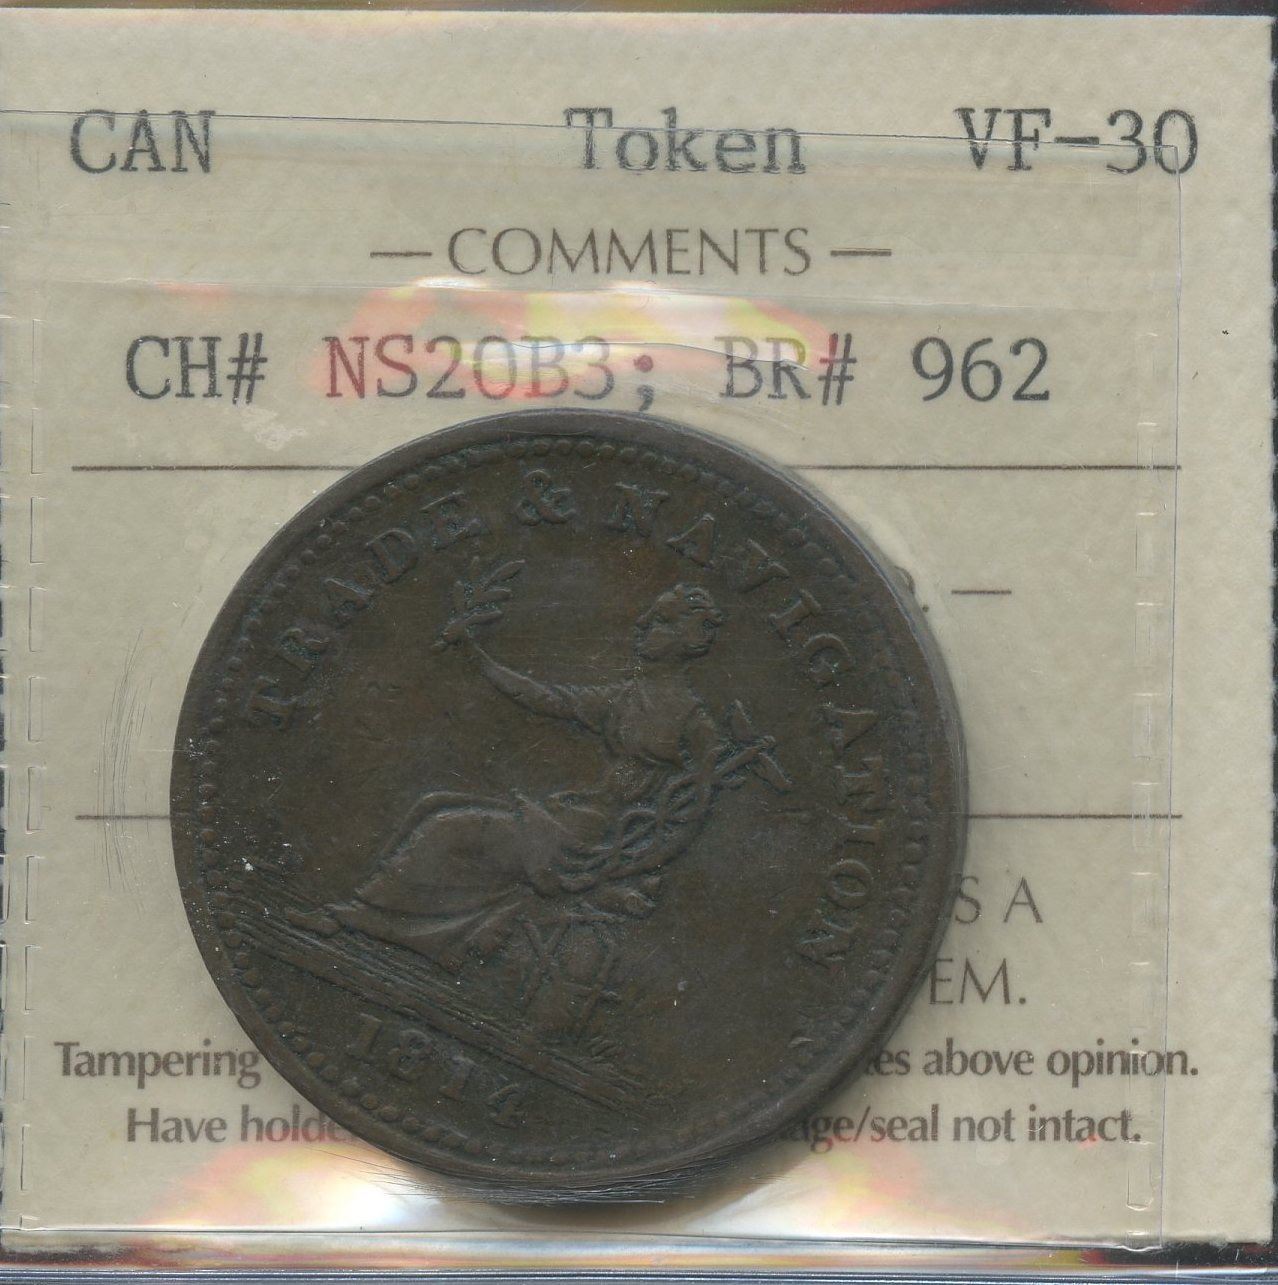 CAN Token VF-30
— COMMENTS —
CH# NS20B3; BR# 962
TRADE & NAVIGATION
1814
S A
EM.
Tampering es above opinion.
Have holde age/seal not intact.